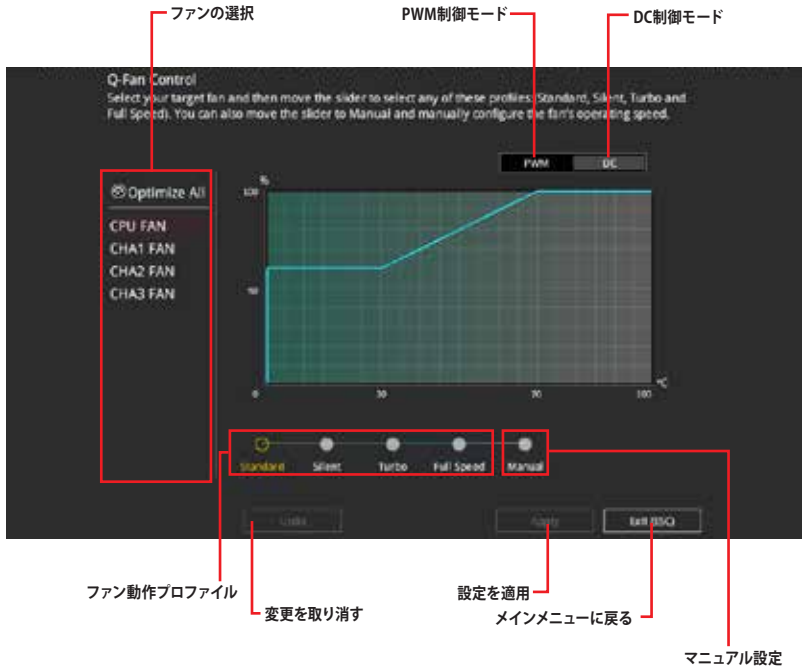 ファンの選択
PWM制御モード
DC制御モード
Q-Fan Control
Select your target fan and then move the slider to select any of these profiles (Standard, Silent, Turbo and
Full Speed). You can also move the slider to Manual and manually configure the fan's operating speed.
PWM
DC
Optimize All
CPU FAN
CHA1 FAN
CHA2 FAN
CHA3 FAN
%
100
50
0
30
70
100
°C
Standard
Silent
Turbo
Full Speed
Manual
Undo
Apply
Exit (ESC)
ファン動作プロファイル
変更を取り消す
設定を適用
メインメニューに戻る
マニュアル設定